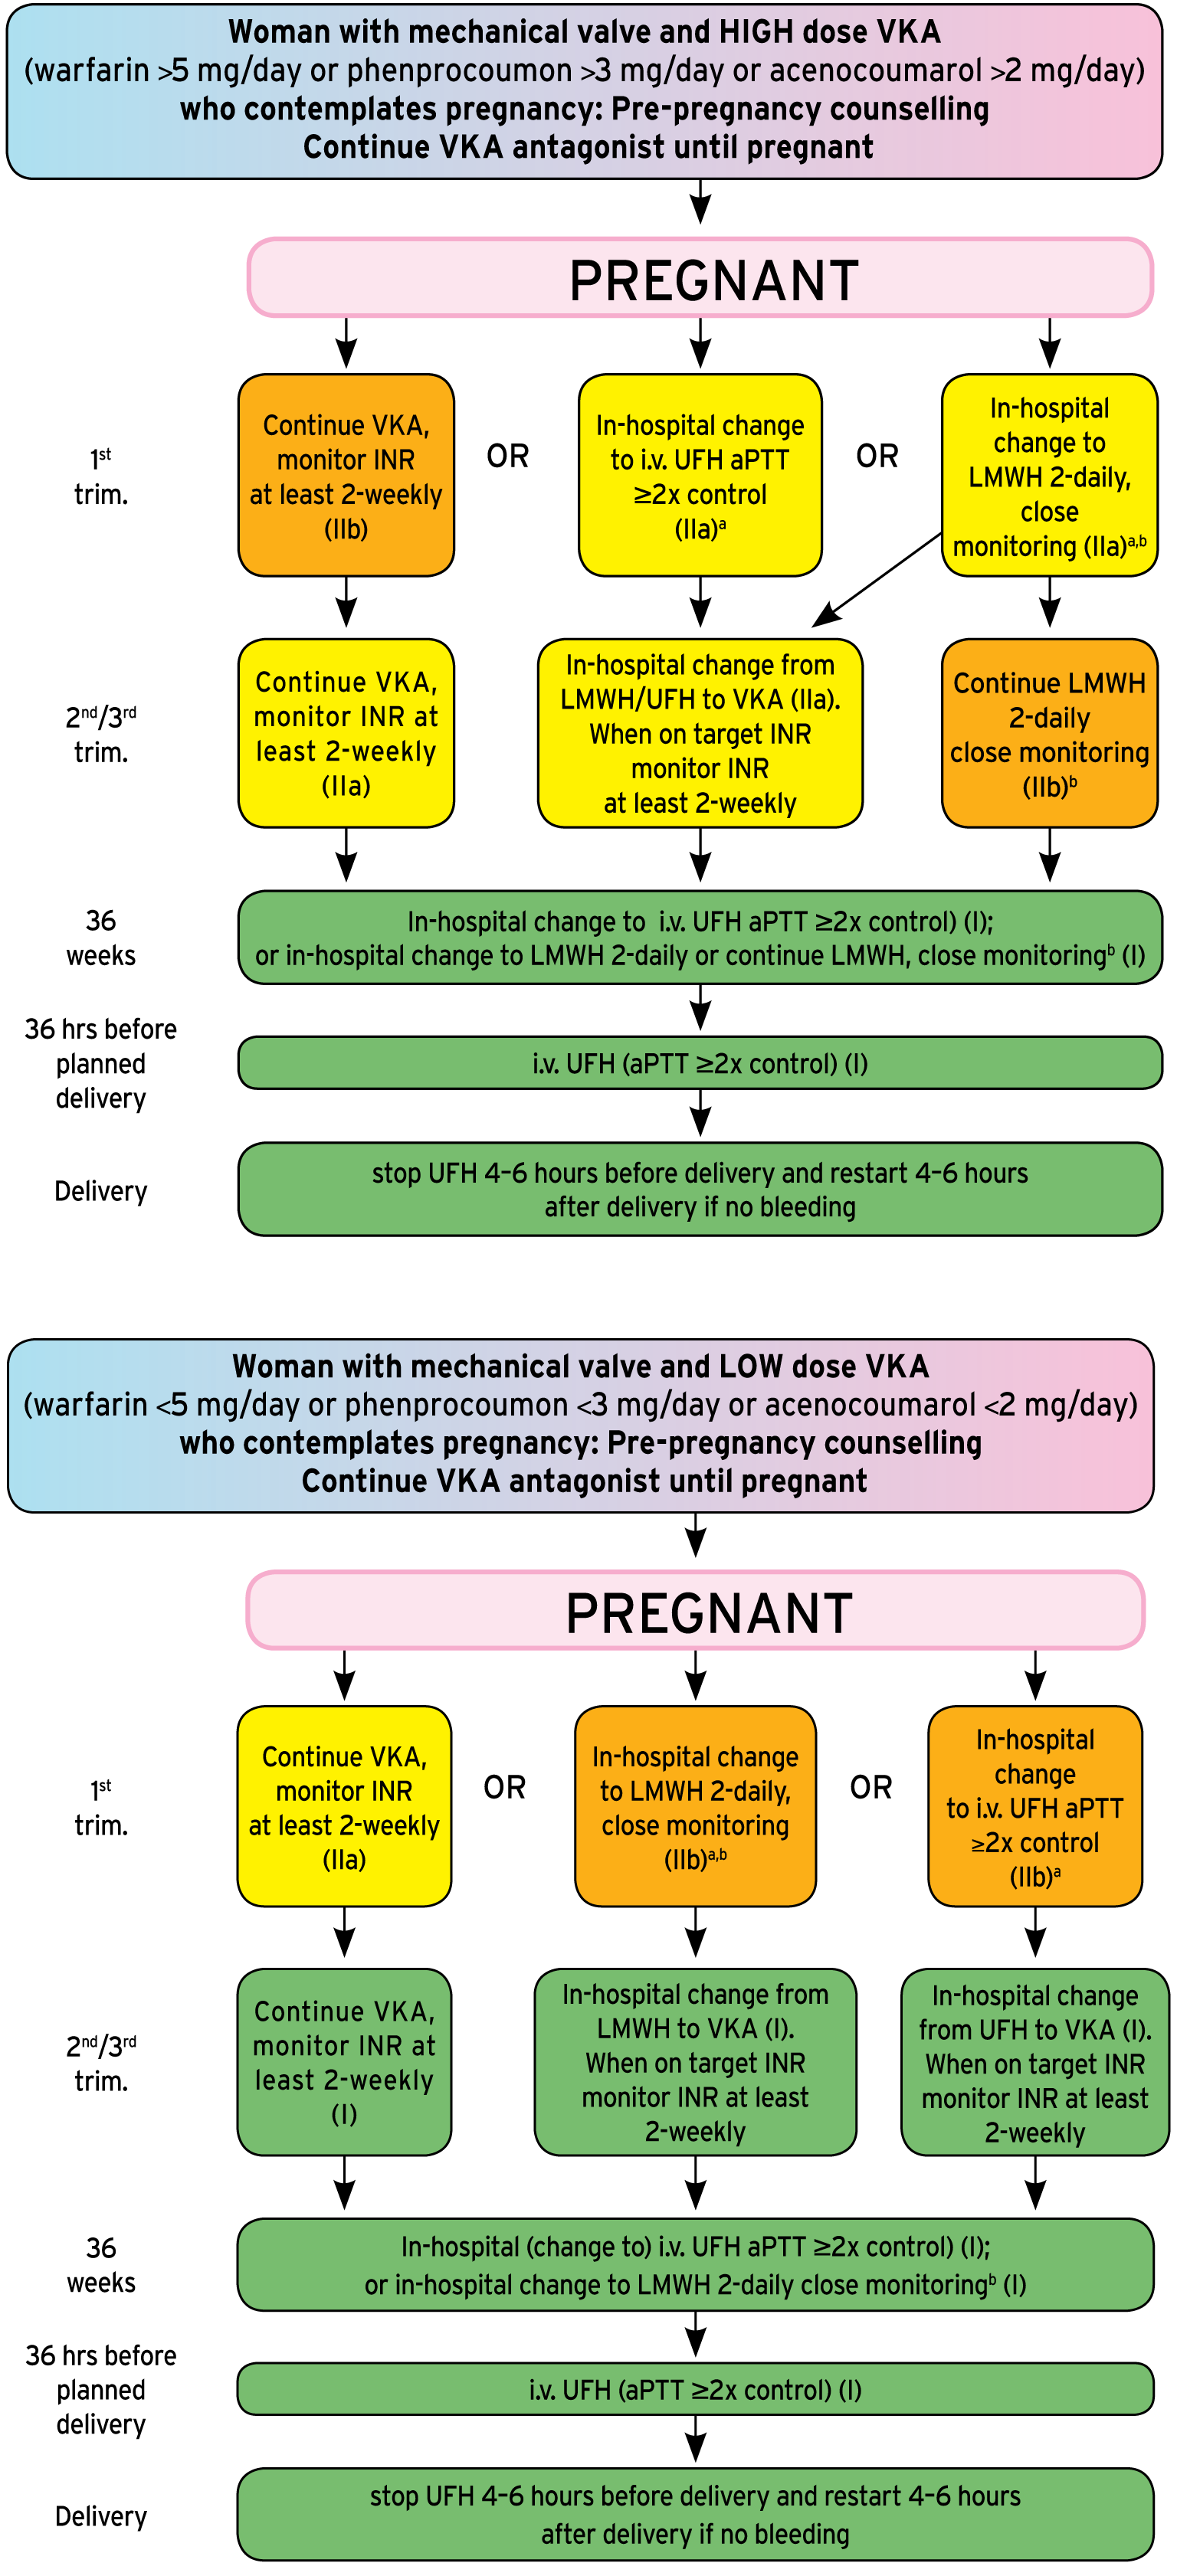 Woman with mechanical valve and HIGH dose VKA
(warfarin >5 mg/day or phenprocoumon >3 mg/day or acenocoumarol >2 mg/day)
who contemplates pregnancy: Pre-pregnancy counselling
Continue VKA antagonist until pregnant
PREGNANT
1st
trim.
Continue VKA,
monitor INR
at least 2-weekly
(IIb)
OR
In-hospital change
to i.v. UFH aPTT
≥2x control
(IIa)a
OR
In-hospital
change to
LMWH 2-daily,
close
monitoring (IIa)a,b
2nd/3rd
trim.
Continue VKA,
monitor INR at
least 2-weekly
(IIa)
In-hospital change from
LMWH/UFH to VKA (IIa).
When on target INR
monitor INR
at least 2-weekly
Continue LMWH
2-daily
close monitoring
(IIb)b
36
weeks
In-hospital change to i.v. UFH aPTT ≥2x control) (I);
or in-hospital change to LMWH 2-daily or continue LMWH, close monitoringb (I)
36 hrs before
planned
delivery
i.v. UFH (aPTT ≥2x control) (I)
Delivery
stop UFH 4–6 hours before delivery and restart 4–6 hours
after delivery if no bleeding
Woman with mechanical valve and LOW dose VKA
(warfarin <5 mg/day or phenprocoumon <3 mg/day or acenocoumarol <2 mg/day)
who contemplates pregnancy: Pre-pregnancy counselling
Continue VKA antagonist until pregnant
PREGNANT
1st
trim.
Continue VKA,
monitor INR
at least 2-weekly
(IIa)
OR
In-hospital change
to LMWH 2-daily,
close monitoring
(IIb)a,b
OR
In-hospital
change
to i.v. UFH aPTT
≥2x control
(IIb)a
2nd/3rd
trim.
Continue VKA,
monitor INR at
least 2-weekly
(I)
In-hospital change from
LMWH to VKA (I).
When on target INR
monitor INR at least
2-weekly
In-hospital change
from UFH to VKA (I).
When on target INR
monitor INR at least
2-weekly
36
weeks
In-hospital (change to) i.v. UFH aPTT ≥2x control) (I);
or in-hospital change to LMWH 2-daily close monitoringb (I)
36 hrs before
planned
delivery
i.v. UFH (aPTT ≥2x control) (I)
Delivery
stop UFH 4–6 hours before delivery and restart 4–6 hours
after delivery if no bleeding